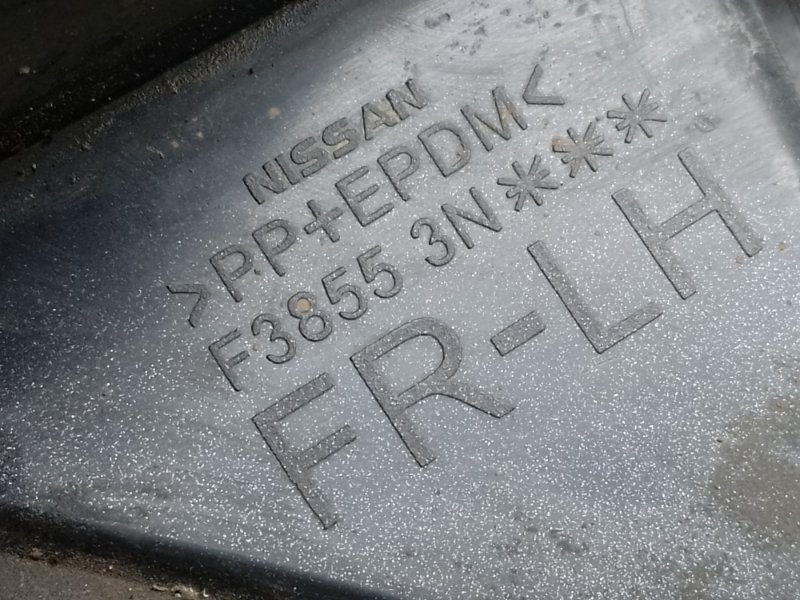 NISSAN
>PP+EPDM<
F3855 3N***
FR-LH